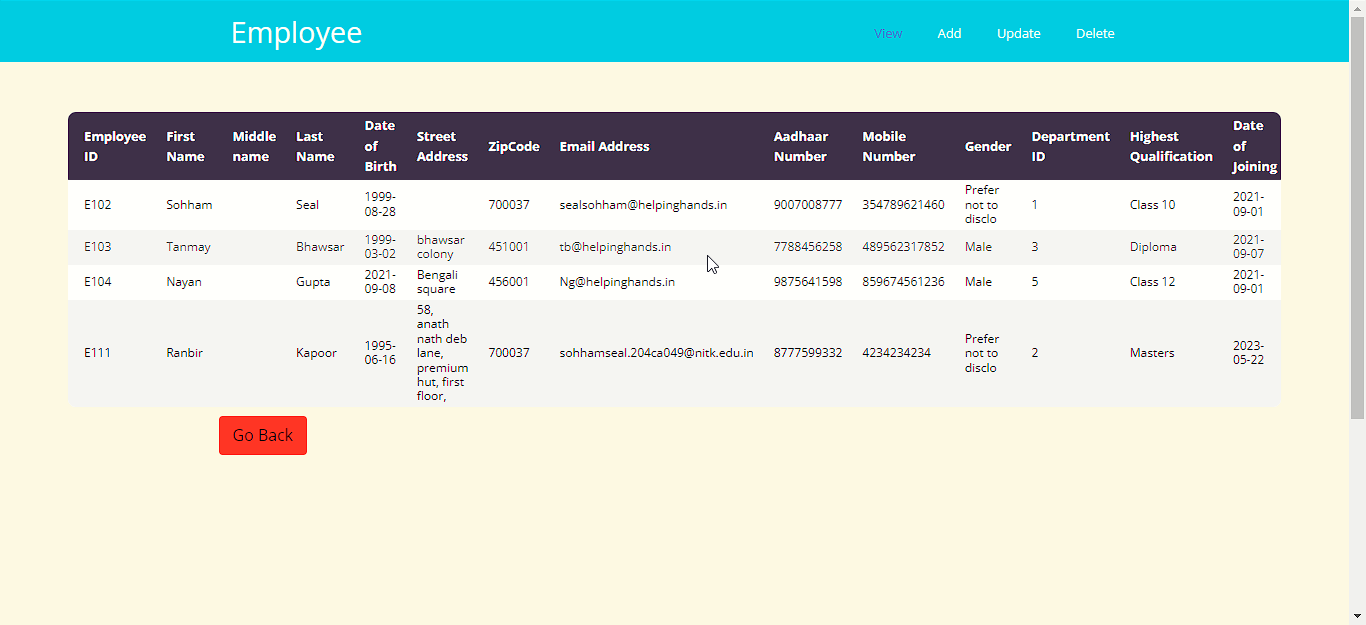 Employee
View Add Update Delete
Employee ID First Name Middle name Last Name Date of Birth Street Address ZipCode Email Address Aadhaar Number Mobile Number Gender Department ID Highest Qualification Date of Joining
E102 Sohham Seal 1999-08-28 700037 sealsohham@helpinghands.in 9007008777 354789621460 Prefer not to disclo 1 Class 10 2021-09-01
E103 Tanmay Bhawsar 1999-03-02 bhawsar colony 451001 tb@helpinghands.in 7788456258 489562317852 Male 3 Diploma 2021-09-07
E104 Nayan Gupta 2021-09-08 Bengali square 456001 Ng@helpinghands.in 9875641598 859674561236 Male 5 Class 12 2021-09-01
E111 Ranbir Kapoor 1995-06-16 58, anath nath deb lane, premium hut, first floor, 700037 sohhamseal.204ca049@nitk.edu.in 8777599332 4234234234 Prefer not to disclo 2 Masters 2023-05-22
Go Back